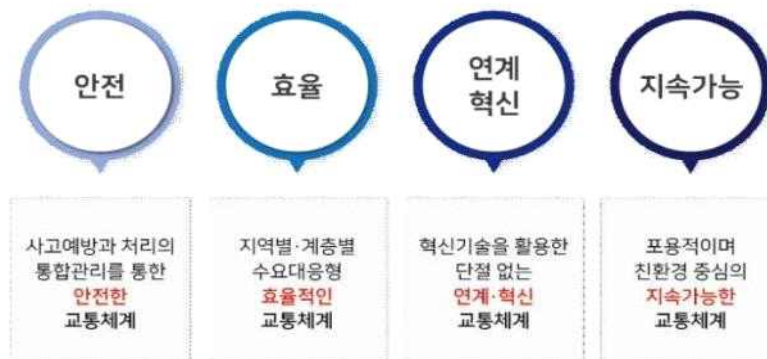 안전
효율
연계
혁신
지속가능
사고예방과 처리의
통합관리를 통한
안전한
교통체계
지역별·계층별
수요대응형
효율적인
교통체계
혁신기술을 활용한
단절 없는
연계·혁신
교통체계
포용적이며
친환경 중심의
지속가능한
교통체계